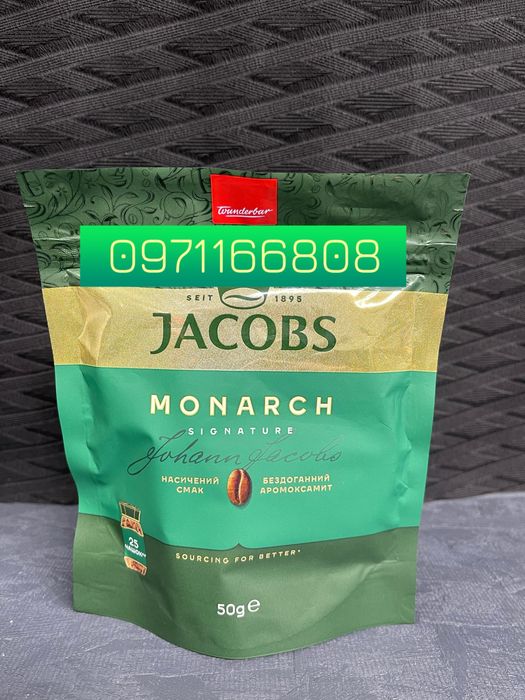 Wunderbar
0971166808
SEIT 1895
JACOBS
MONARCH
SIGNATURE
Johann Jacobs
НАСИЧЕНИЙ СМАК
БЕЗДОГАННИЙ АРОМОКСАМИТ
25
SOURCING FOR BETTER*
50g℮